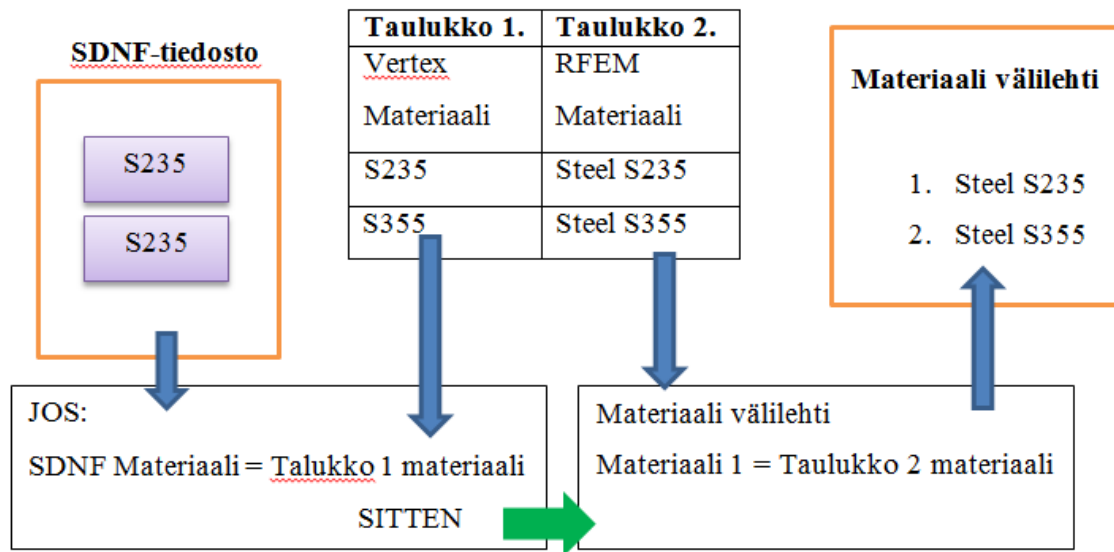 SDNF-tiedosto
S235
S235
Taulukko 1. Taulukko 2.
Vertex RFEM
Materiaali Materiaali
S235 Steel S235
S355 Steel S355
Materiaali välilehti
1. Steel S235
2. Steel S355
JOS:
SDNF Materiaali = Talukko 1 materiaali
SITTEN
Materiaali välilehti
Materiaali 1 = Taulukko 2 materiaali